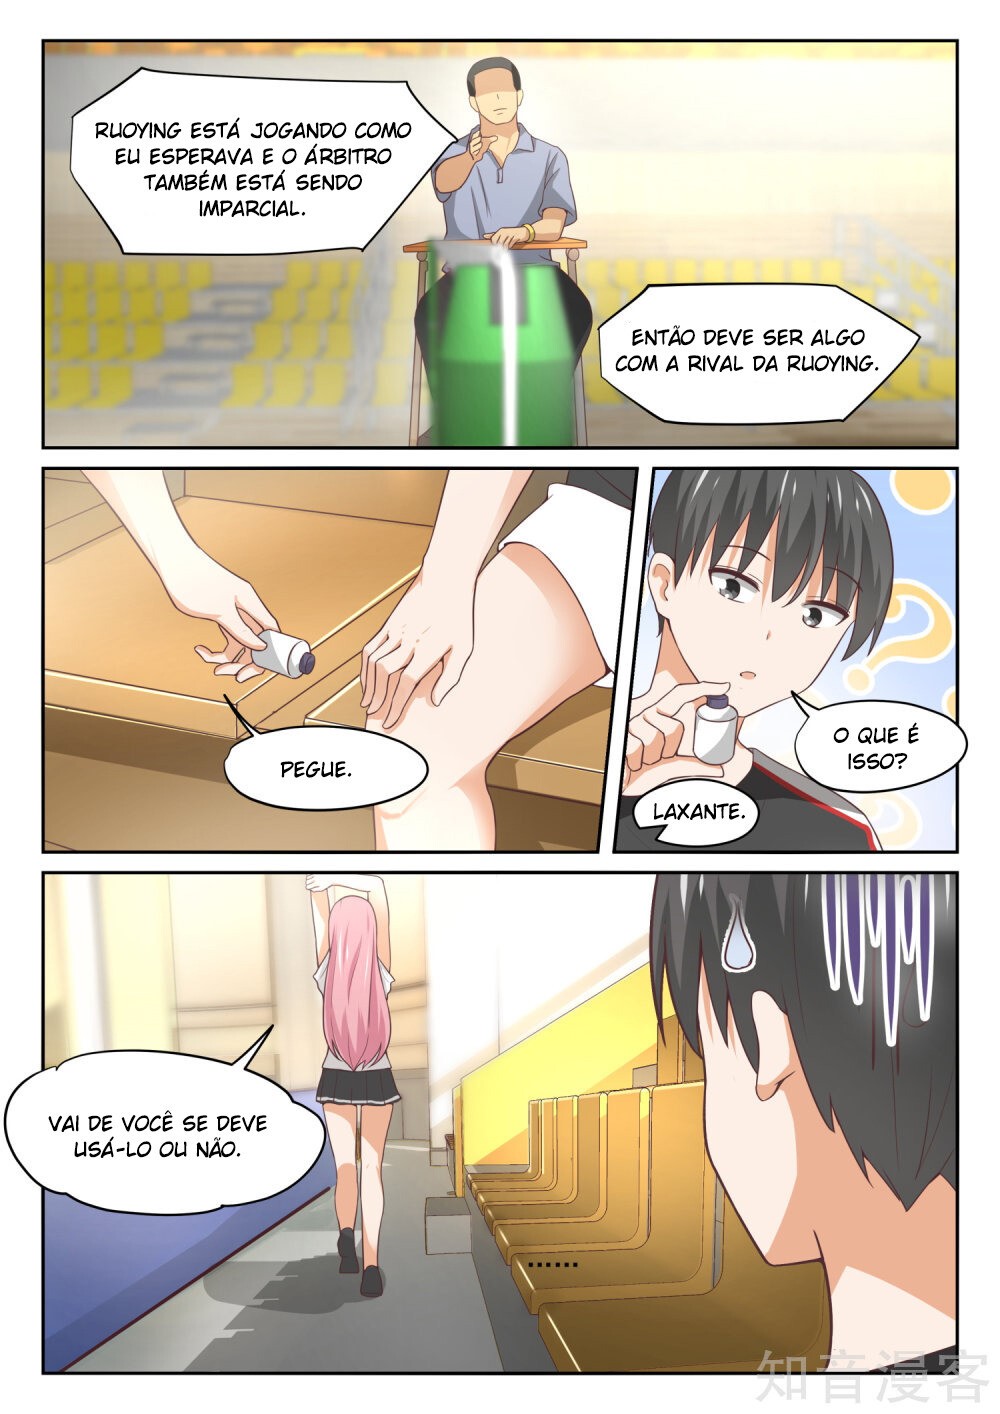 RUOYING ESTÁ JOGANDO COMO
EU ESPERAVA E O ÁRBITRO
TAMBÉM ESTÁ SENDO
IMPARCIAL.
ENTÃO DEVE SER ALGO
COM A RIVAL DA RUOYING.
PEGUE.
O QUE É
ISSO?
LAXANTE.
VAI DE VOCÊ SE DEVE
USÁ-LO OU NÃO.
......
知音漫客